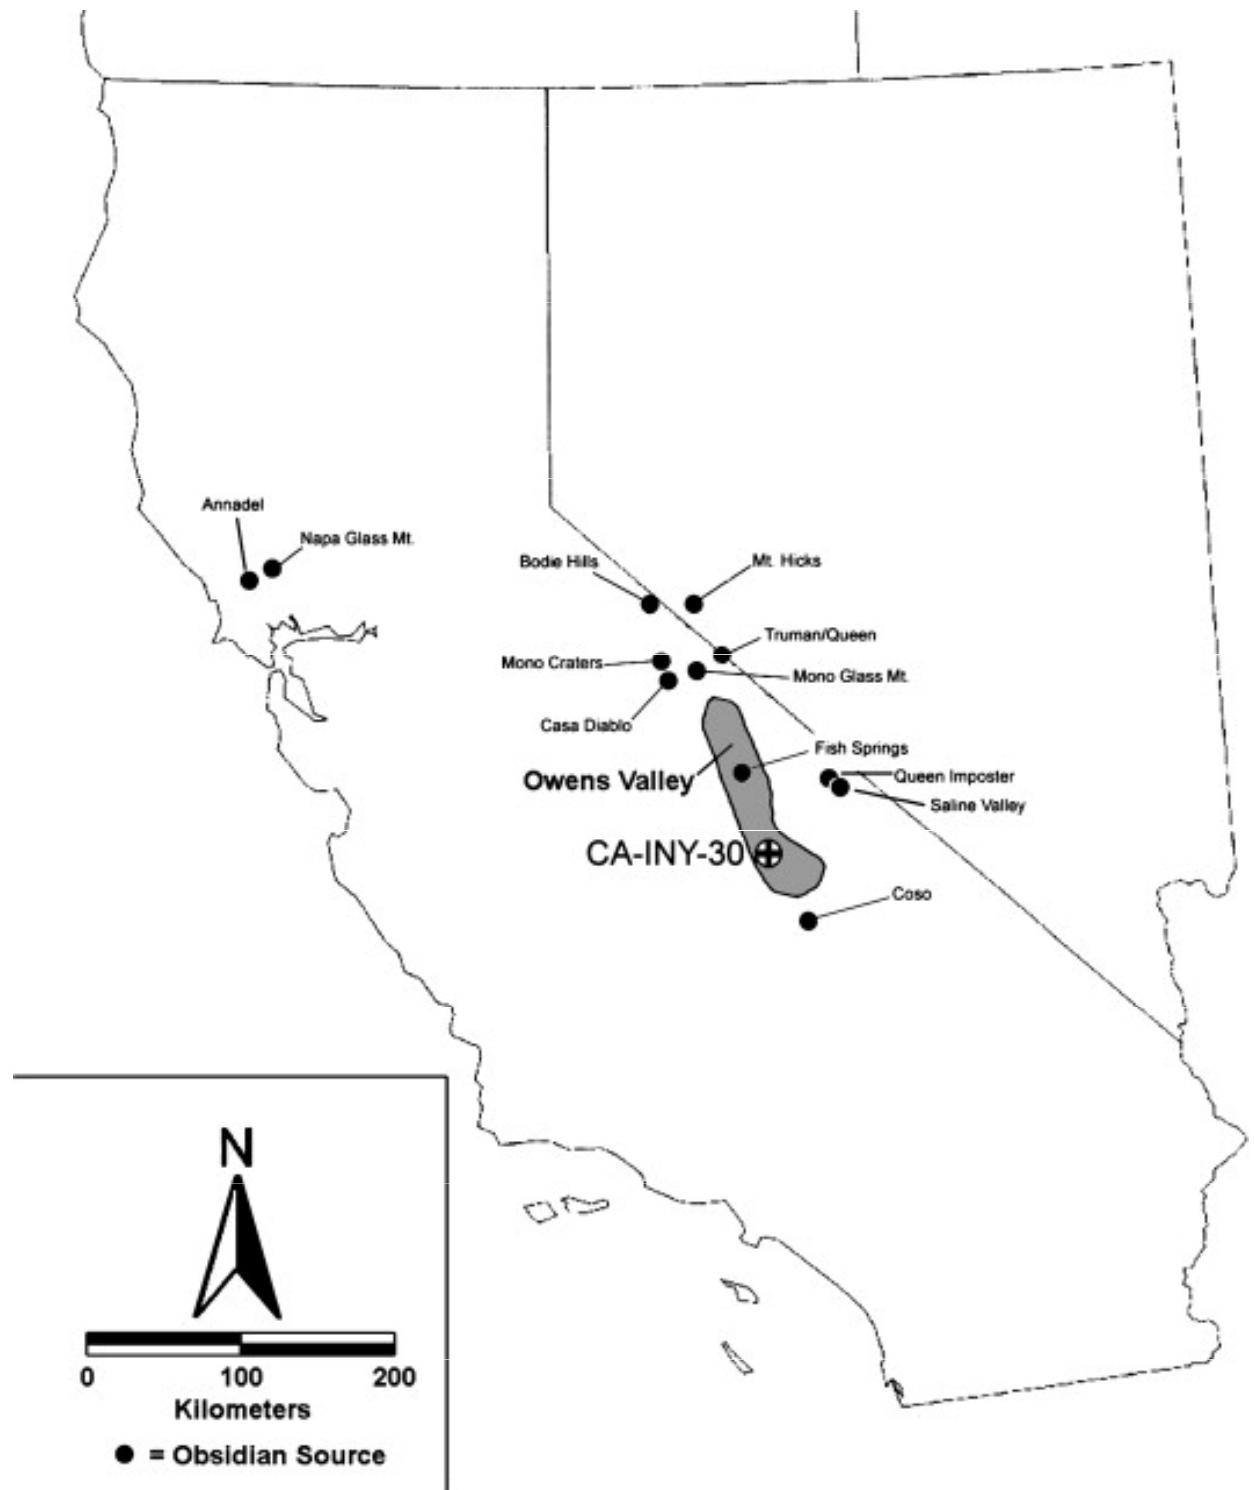 Annadel
Napa Glass Mt.
Bodie Hills
Mt. Hicks
Truman/Queen
Mono Craters
Mono Glass Mt.
Casa Diablo
Fish Springs
Owens Valley
Queen Imposter
Saline Valley
CA-INY-30
Coso
N
0 100 200
Kilometers
= Obsidian Source